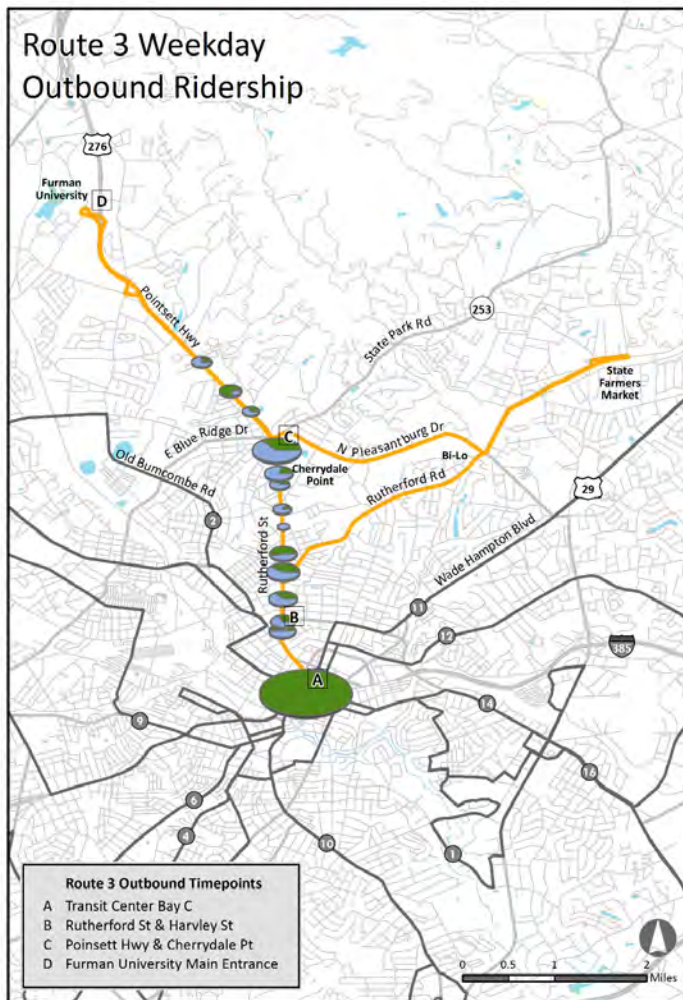 Route 3 Weekday
Outbound Ridership
276
Furman
University
D
Pointsett Hwy
253
State Park Rd
State
Farmers
Market
E Blue Ridge Dr
C
N Pleasantburg Dr
Cherrydale
Point
Bi-Lo
Old Bumcombe Rd
Rutherford Rd
29
2
Rutherford St
Wade Hampton Blvd
B
11
12
385
A
14
9
16
6
4
10
1
Route 3 Outbound Timepoints
A Transit Center Bay C
B Rutherford St & Harvley St
C Poinsett Hwy & Cherrydale Pt
D Furman University Main Entrance
0 0.5 1 2
Miles